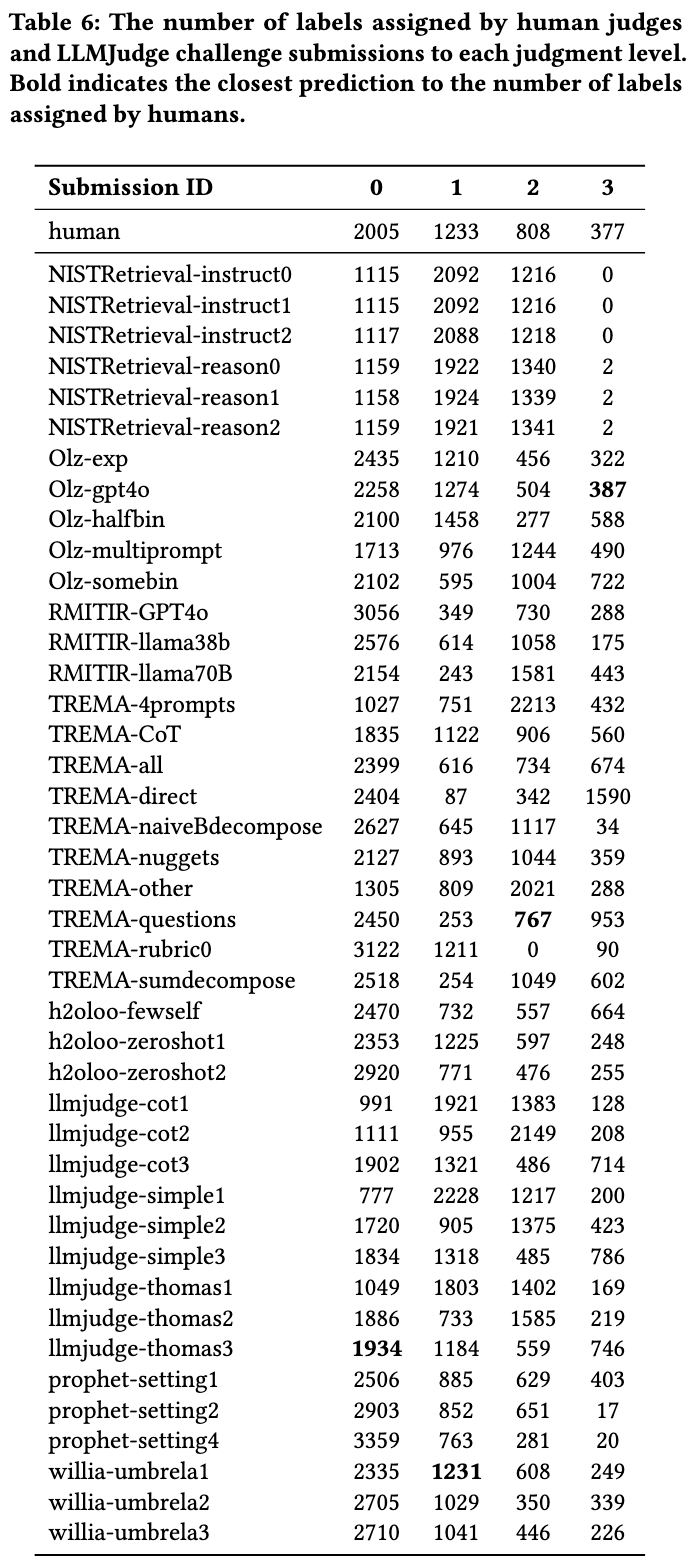 Table 6: The number of labels assigned by human judges
and LLMJudge challenge submissions to each judgment level.
Bold indicates the closest prediction to the number of labels
assigned by humans.
Submission ID 0 1 2 3
human 2005 1233 808 377
NISTRetrieval-instruct0 1115 2092 1216 0
NISTRetrieval-instruct1 1115 2092 1216 0
NISTRetrieval-instruct2 1117 2088 1218 0
NISTRetrieval-reason0 1159 1922 1340 2
NISTRetrieval-reason1 1158 1924 1339 2
NISTRetrieval-reason2 1159 1921 1341 2
Olz-exp 2435 1210 456 322
Olz-gpt4o 2258 1274 504 387
Olz-halfbin 2100 1458 277 588
Olz-multiprompt 1713 976 1244 490
Olz-somebin 2102 595 1004 722
RMITIR-GPT4o 3056 349 730 288
RMITIR-llama38b 2576 614 1058 175
RMITIR-llama70B 2154 243 1581 443
TREMA-4prompts 1027 751 2213 432
TREMA-CoT 1835 1122 906 560
TREMA-all 2399 616 734 674
TREMA-direct 2404 87 342 1590
TREMA-naiveBdecompose 2627 645 1117 34
TREMA-nuggets 2127 893 1044 359
TREMA-other 1305 809 2021 288
TREMA-questions 2450 253 767 953
TREMA-rubric0 3122 1211 0 90
TREMA-sumdecompose 2518 254 1049 602
h2oloo-fewself 2470 732 557 664
h2oloo-zeroshot1 2353 1225 597 248
h2oloo-zeroshot2 2920 771 476 255
llmjudge-cot1 991 1921 1383 128
llmjudge-cot2 1111 955 2149 208
llmjudge-cot3 1902 1321 486 714
llmjudge-simple1 777 2228 1217 200
llmjudge-simple2 1720 905 1375 423
llmjudge-simple3 1834 1318 485 786
llmjudge-thomas1 1049 1803 1402 169
llmjudge-thomas2 1886 733 1585 219
llmjudge-thomas3 1934 1184 559 746
prophet-setting1 2506 885 629 403
prophet-setting2 2903 852 651 17
prophet-setting4 3359 763 281 20
willia-umbrela1 2335 1231 608 249
willia-umbrela2 2705 1029 350 339
willia-umbrela3 2710 1041 446 226